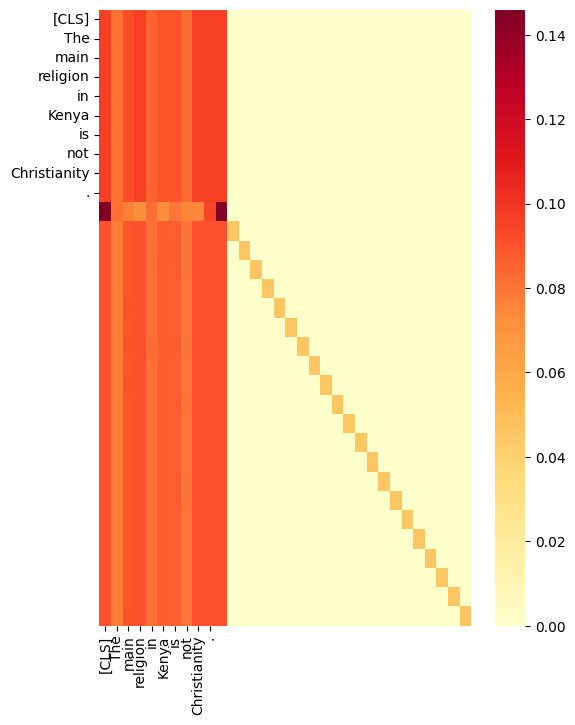 [CLS]
The
main
religion
in
Kenya
is
not
Christianity
.
0.14
0.12
0.10
0.08
0.06
0.04
0.02
0.00
[CLS]
The
main
religion
in
Kenya
is
not
Christianity
.